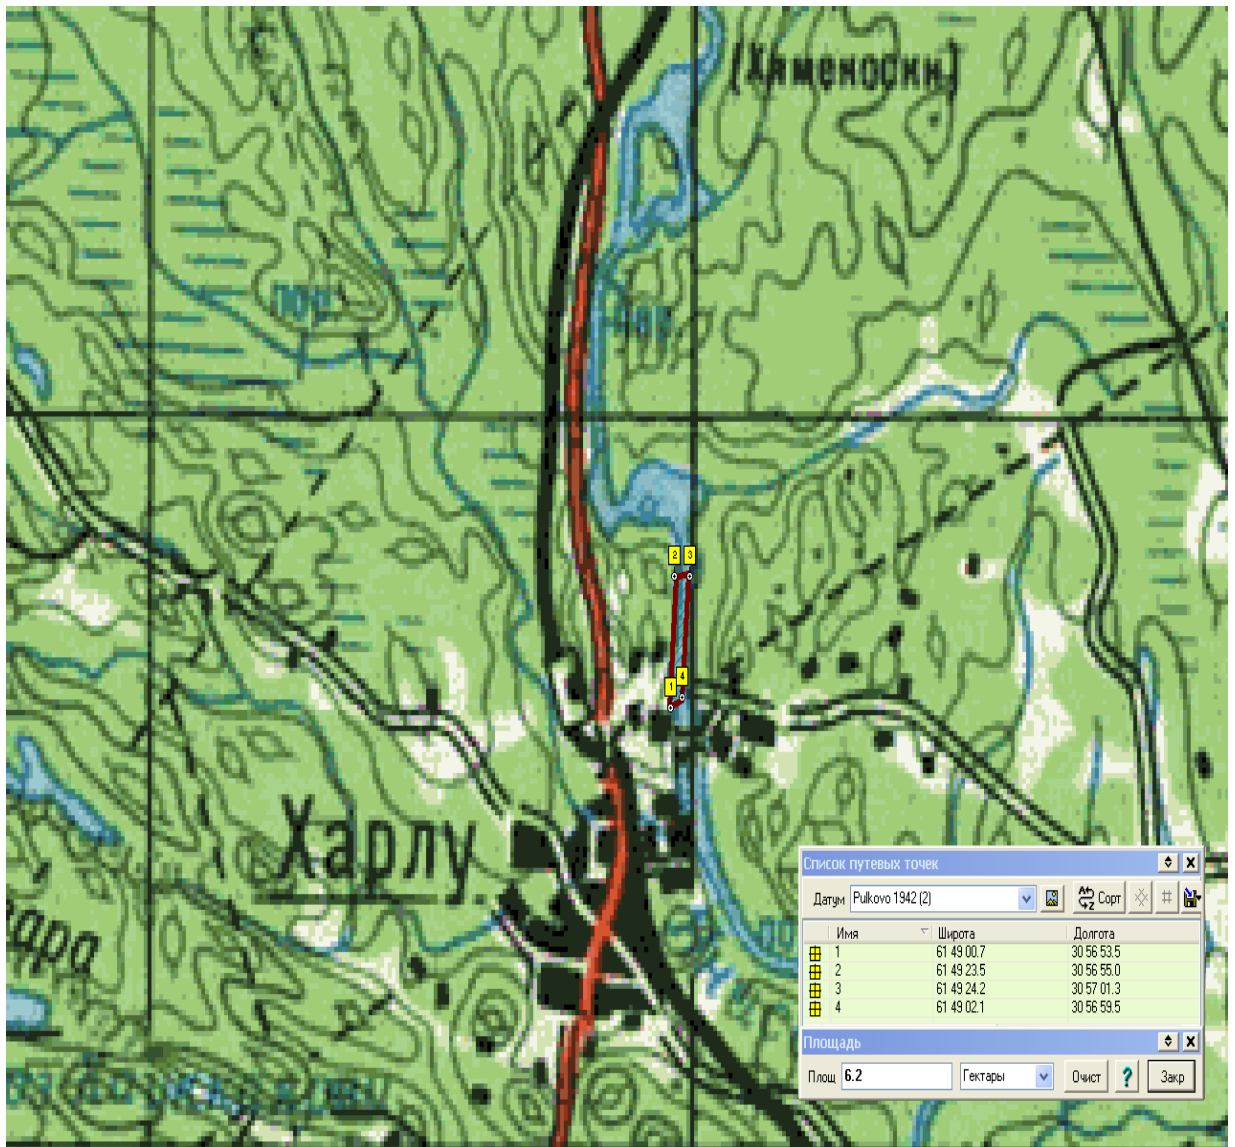 (Хяменоски)
пор.
2 3
4
1
Харлу
Список путевых точек
Датум Pulkovo 1942 (2) Сорт
Имя Широта Долгота
1 61 49 00.7 30 56 53.5
2 61 49 23.5 30 56 55.0
3 61 49 24.2 30 57 01.3
4 61 49 02.1 30 56 59.5
Площадь
Площ 6.2 Гектары Очист ? Закр